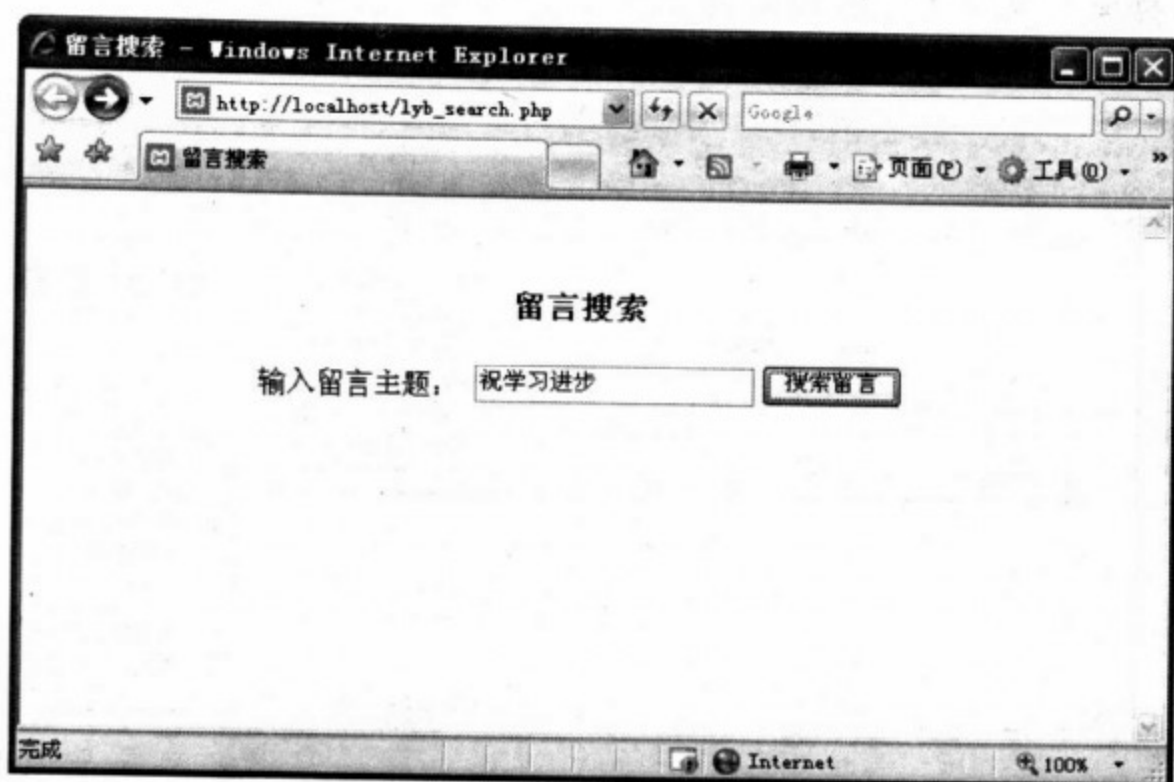 留言搜索 - Windows Internet Explorer
http://localhost/lyb_search.php
Google
留言搜索
页面(P)
工具(O)
»
留言搜索
输入留言主题：
祝学习进步
搜索留言
完成
Internet
100%